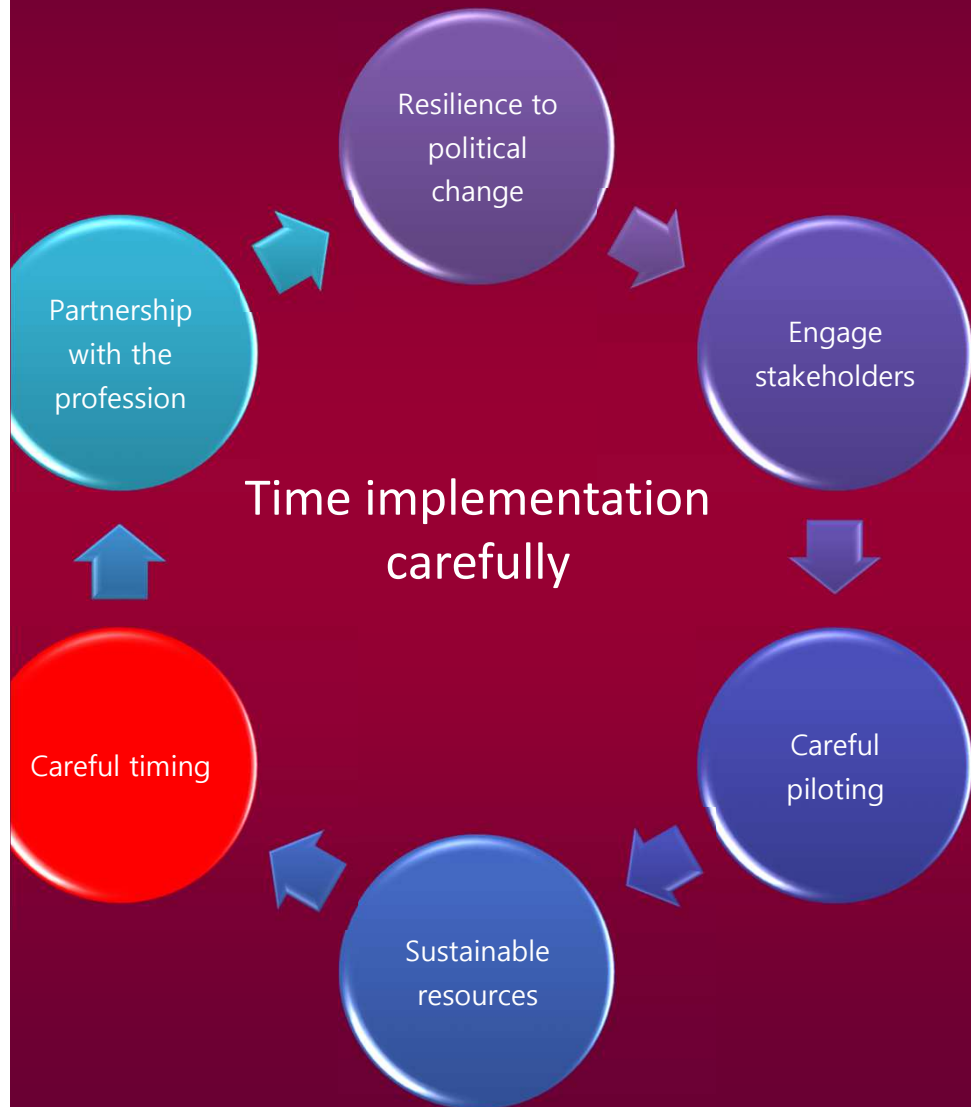 Resilience to
political
change
Engage
stakeholders
Careful
piloting
Sustainable
resources
Careful timing
Partnership
with the
profession
Time implementation
carefully